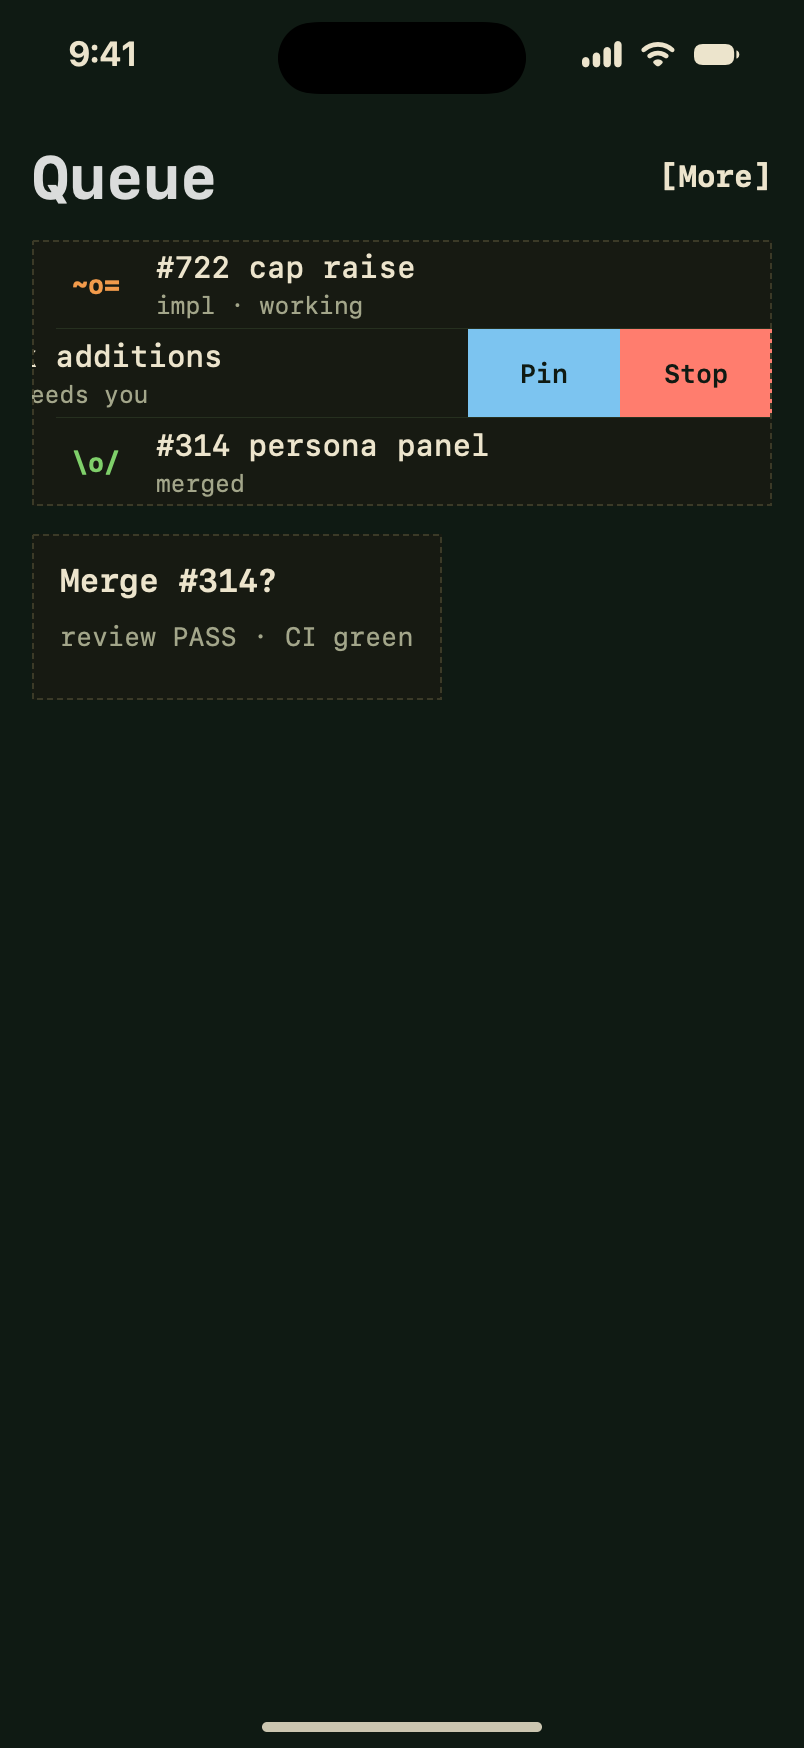 9:41
Queue
[More]
~o=
#722 cap raise
impl · working
additions
eeds you
Pin
Stop
\o/
#314 persona panel
merged
Merge #314?
review PASS · CI green